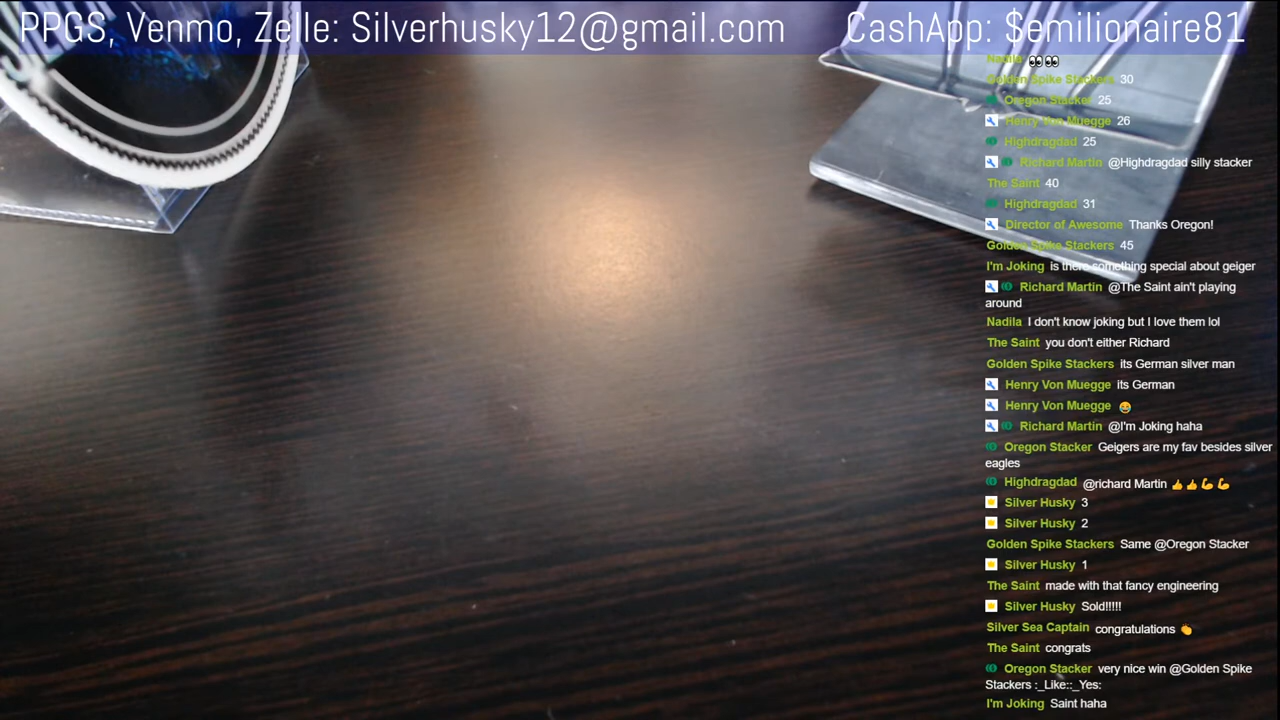 PPGS, Venmo, Zelle: Silverhusky12@gmail.com CashApp: $emilionaire81
Nadila 👀👀
Golden Spike Stackers 30
Oregon Stacker 25
Henry Von Muegge 26
Highdragdad 25
Richard Martin @Highdragdad silly stacker
The Saint 40
Highdragdad 31
Director of Awesome Thanks Oregon!
Golden Spike Stackers 45
I'm Joking is there something special about geiger
Richard Martin @The Saint ain't playing
around
Nadila I don't know joking but I love them lol
The Saint you don't either Richard
Golden Spike Stackers its German silver man
Henry Von Muegge its German
Henry Von Muegge 😂
Richard Martin @I'm Joking haha
Oregon Stacker Geigers are my fav besides silver
eagles
Highdragdad @richard Martin 👍👍💪💪
Silver Husky 3
Silver Husky 2
Golden Spike Stackers Same @Oregon Stacker
Silver Husky 1
The Saint made with that fancy engineering
Silver Husky Sold!!!!!
Silver Sea Captain congratulations 👏
The Saint congrats
Oregon Stacker very nice win @Golden Spike
Stackers :_Like::_Yes:
I'm Joking Saint haha